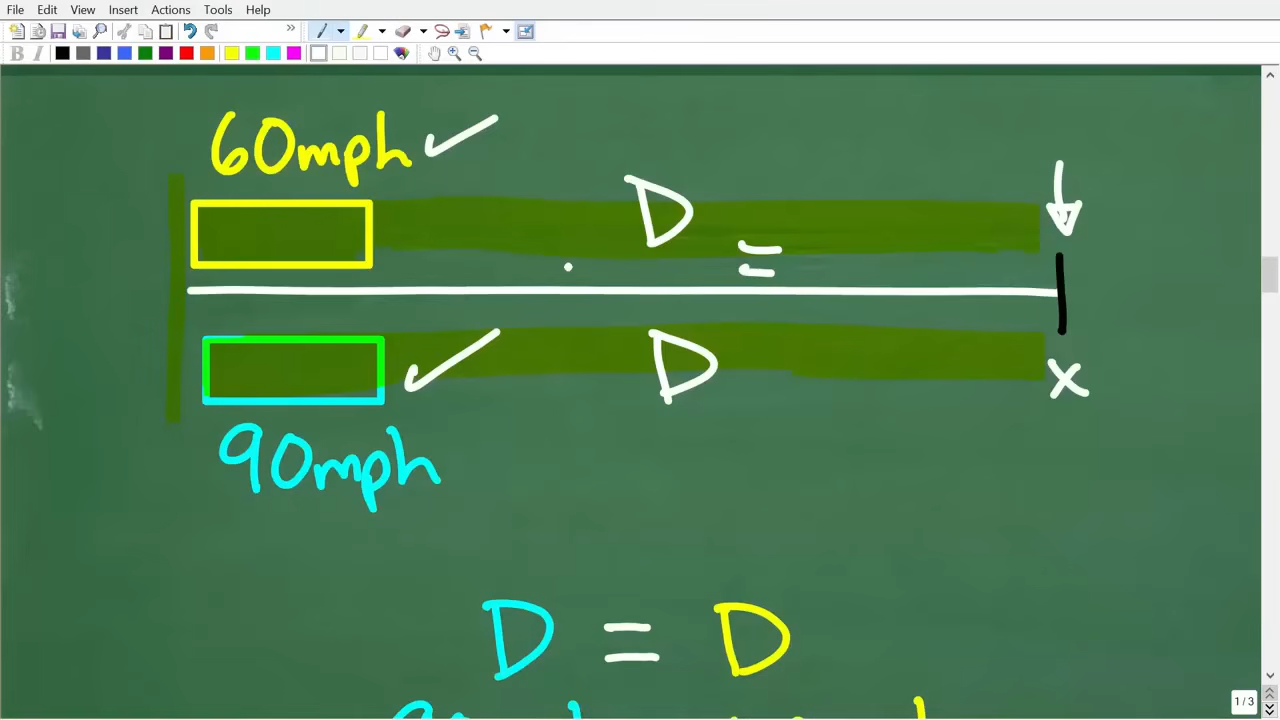 File Edit View Insert Actions Tools Help
B I
60mph
D
=
D
x
90mph
D = D
1/3